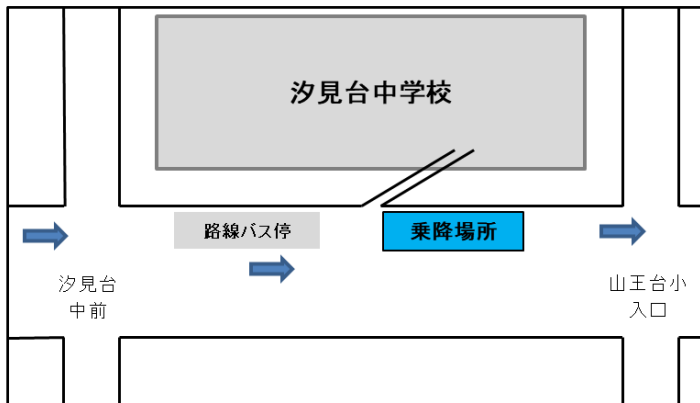 汐見台中学校
路線バス停
乗降場所
汐見台
中前
山王台小
入口